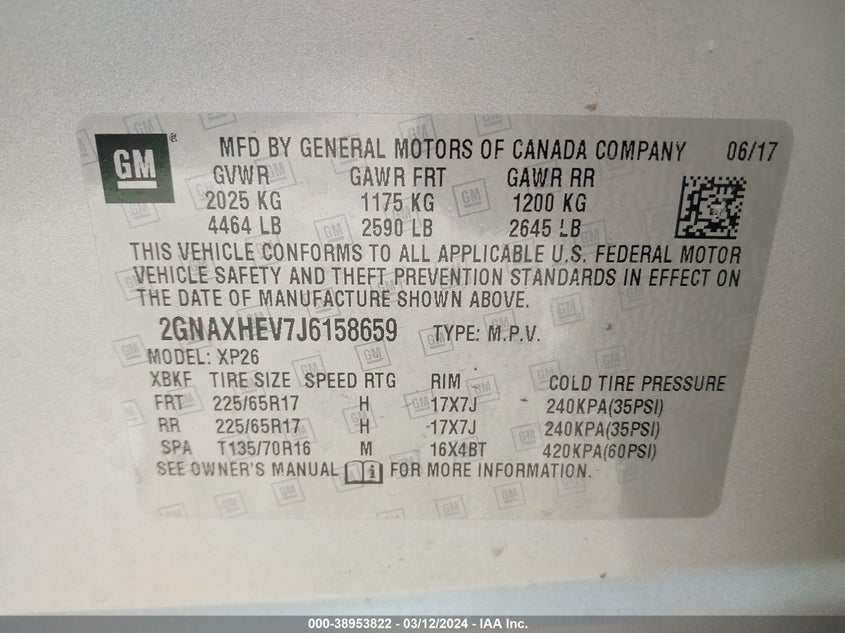 GM ®
MFD BY GENERAL MOTORS OF CANADA COMPANY 06/17
GVWR GAWR FRT GAWR RR
2025 KG 1175 KG 1200 KG
4464 LB 2590 LB 2645 LB
THIS VEHICLE CONFORMS TO ALL APPLICABLE U.S. FEDERAL MOTOR
VEHICLE SAFETY AND THEFT PREVENTION STANDARDS IN EFFECT ON
THE DATE OF MANUFACTURE SHOWN ABOVE.
2GNAXHEV7J6158659 TYPE: M.P.V.
MODEL: XP26
XBKF TIRE SIZE SPEED RTG RIM COLD TIRE PRESSURE
FRT 225/65R17 H 17X7J 240KPA(35PSI)
RR 225/65R17 H 17X7J 240KPA(35PSI)
SPA T135/70R16 M 16X4BT 420KPA(60PSI)
SEE OWNER'S MANUAL FOR MORE INFORMATION.
000-38953822 - 03/12/2024 - IAA Inc.